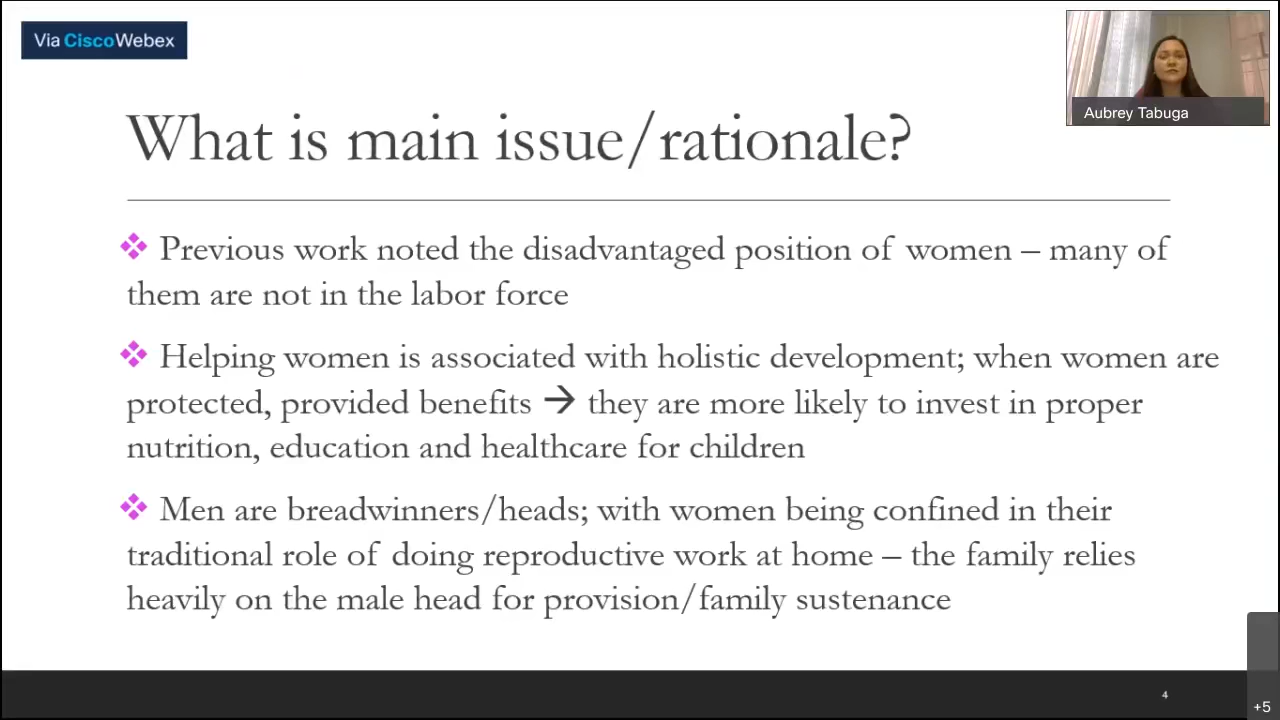 Via CiscoWebex
Aubrey Tabuga
What is main issue/rationale?
❖ Previous work noted the disadvantaged position of women – many of
them are not in the labor force
❖ Helping women is associated with holistic development; when women are
protected, provided benefits → they are more likely to invest in proper
nutrition, education and healthcare for children
❖ Men are breadwinners/heads; with women being confined in their
traditional role of doing reproductive work at home – the family relies
heavily on the male head for provision/family sustenance
4
+5